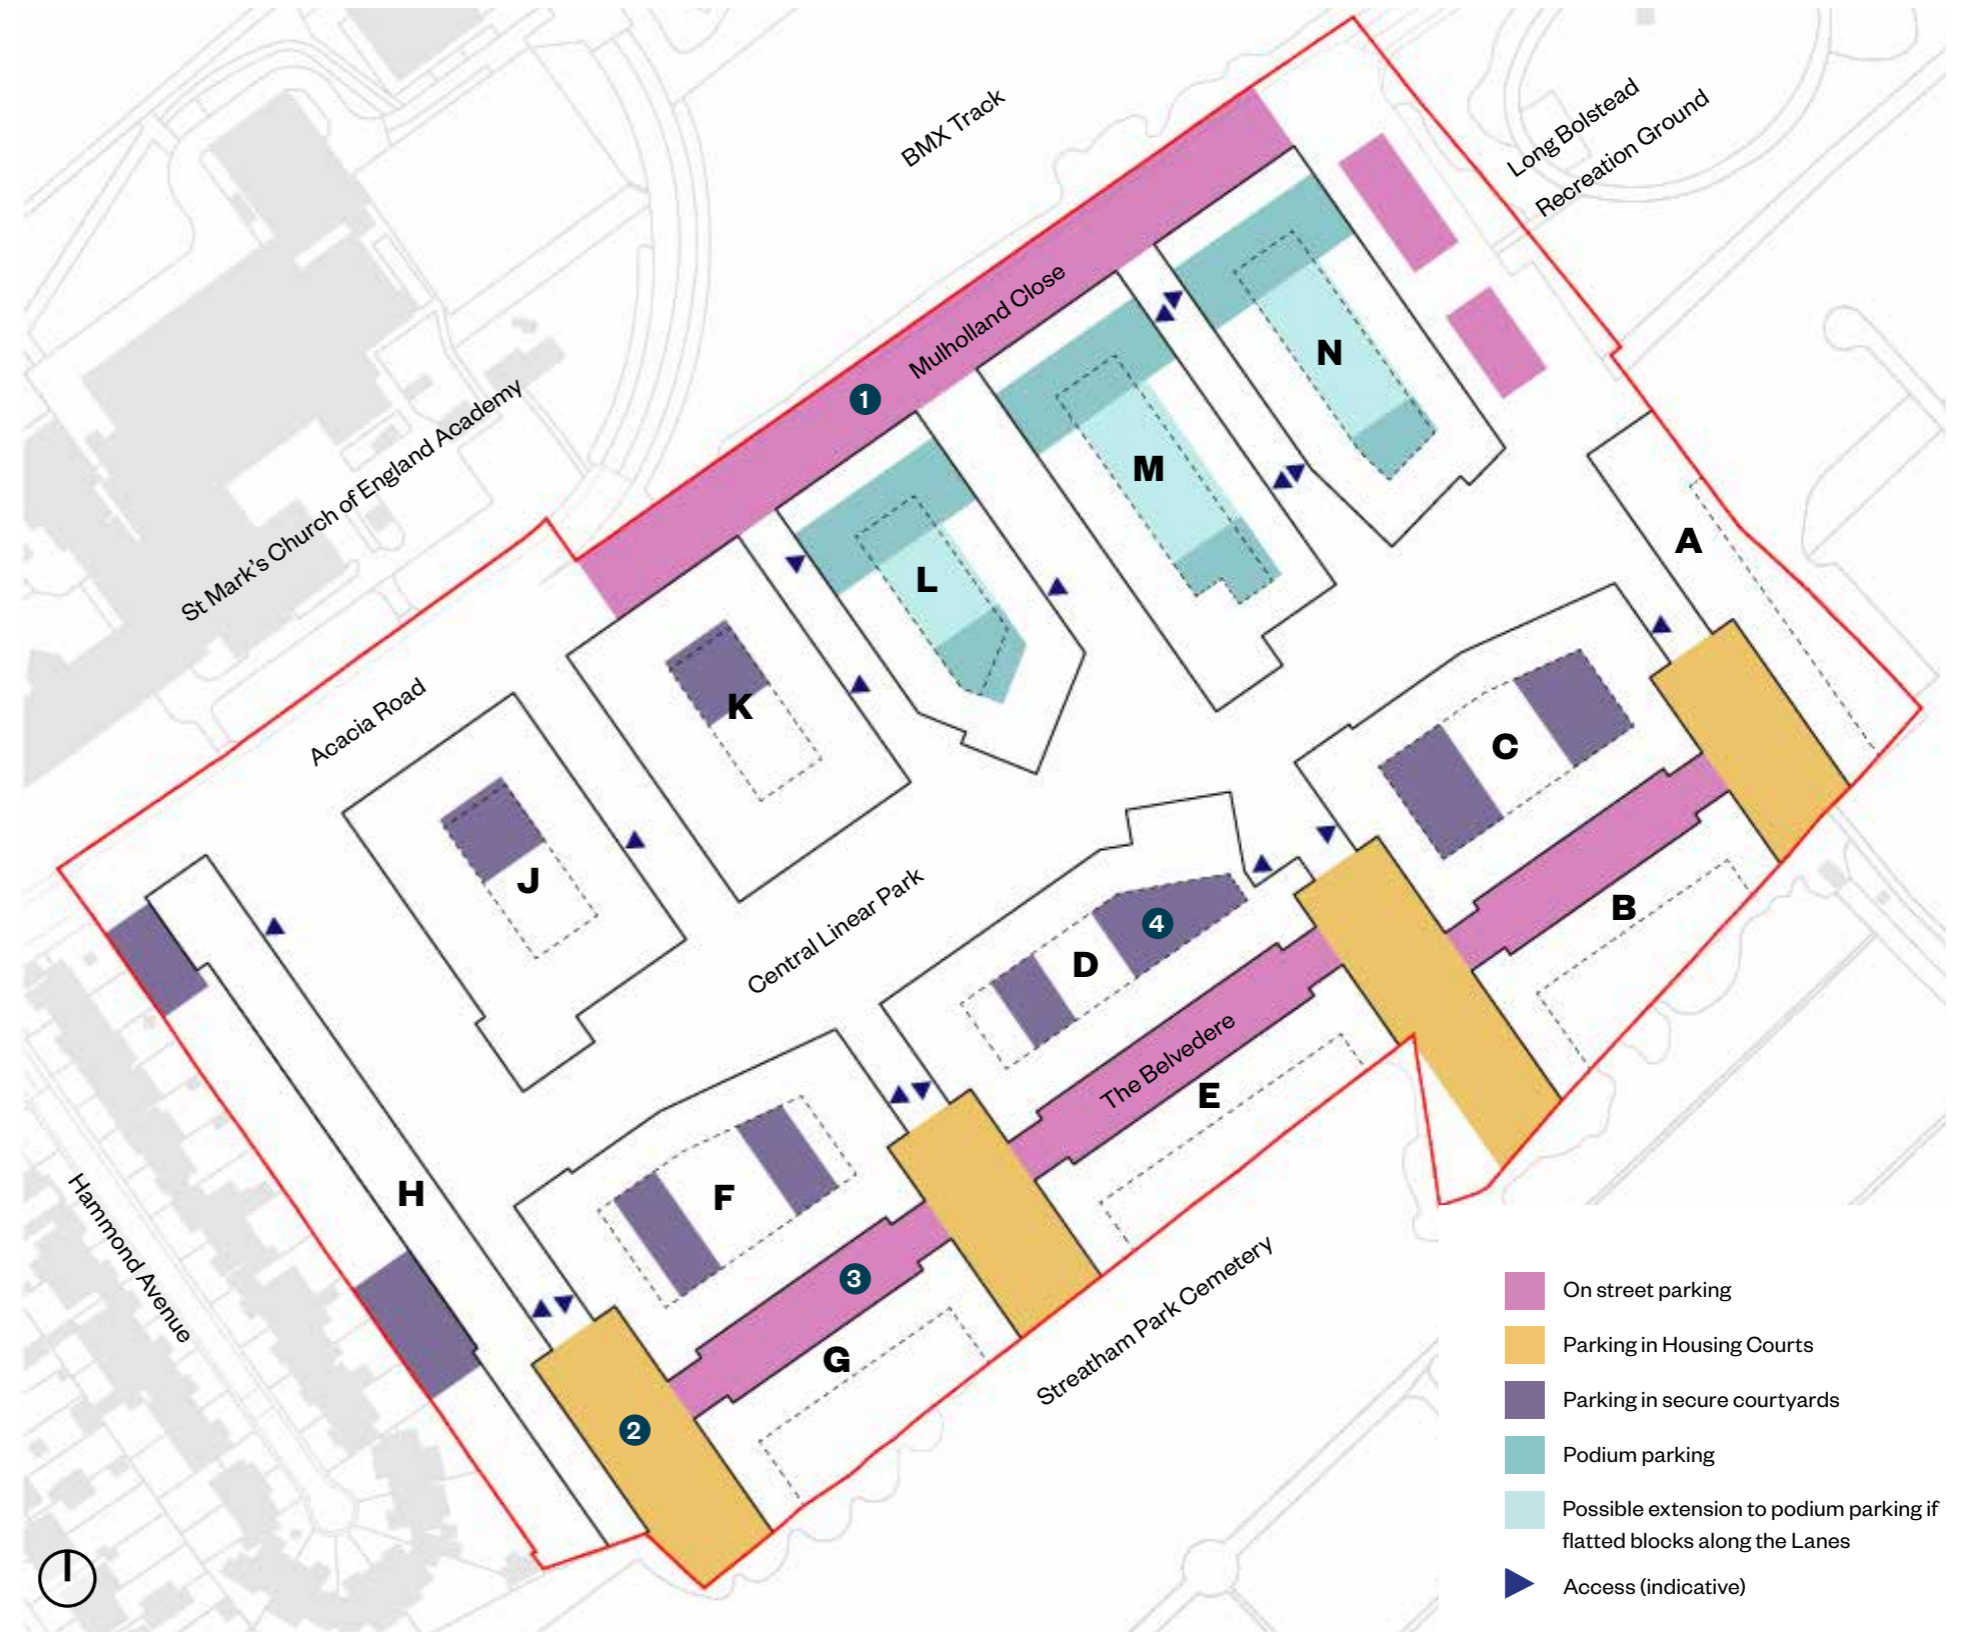 BMX Track
Long Bolstead
Recreation Ground
Mulholland Close
1
St Mark's Church of England Academy
Acacia Road
N
M
L
K
J
A
C
B
D
4
E
The Belvedere
Central Linear Park
H
F
3
G
2
Hammond Avenue
Streatham Park Cemetery
On street parking
Parking in Housing Courts
Parking in secure courtyards
Podium parking
Possible extension to podium parking if
flatted blocks along the Lanes
Access (indicative)